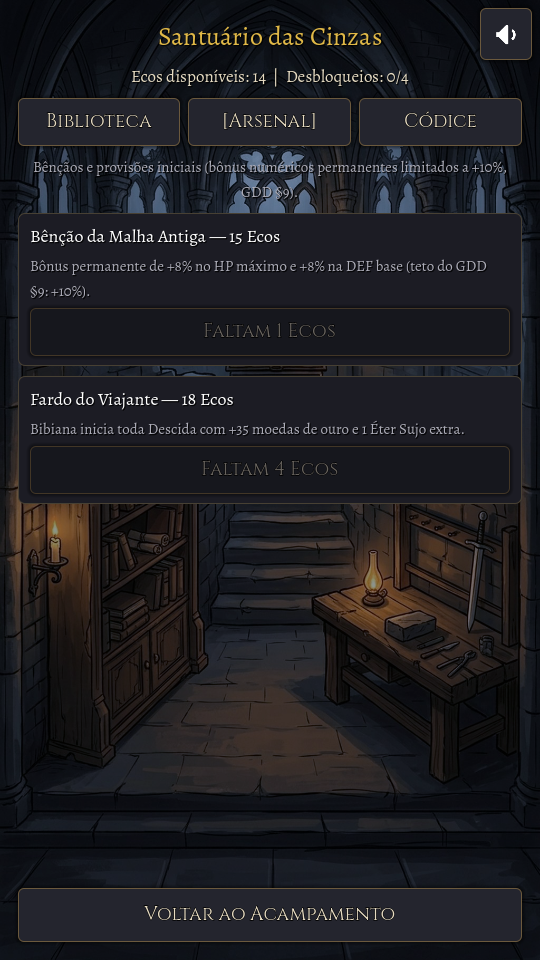 Santuário das Cinzas
Ecos disponíveis: 14 | Desbloqueios: 0/4
Biblioteca
[Arsenal]
Códice
Bênçãos e provisões iniciais (bônus numéricos permanentes limitados a +10%,
GDD §9).
Bênção da Malha Antiga — 15 Ecos
Bônus permanente de +8% no HP máximo e +8% na DEF base (teto do GDD
§9: +10%).
Faltam 1 Ecos
Fardo do Viajante — 18 Ecos
Bibiana inicia toda Descida com +35 moedas de ouro e 1 Éter Sujo extra.
Faltam 4 Ecos
Voltar ao Acampamento